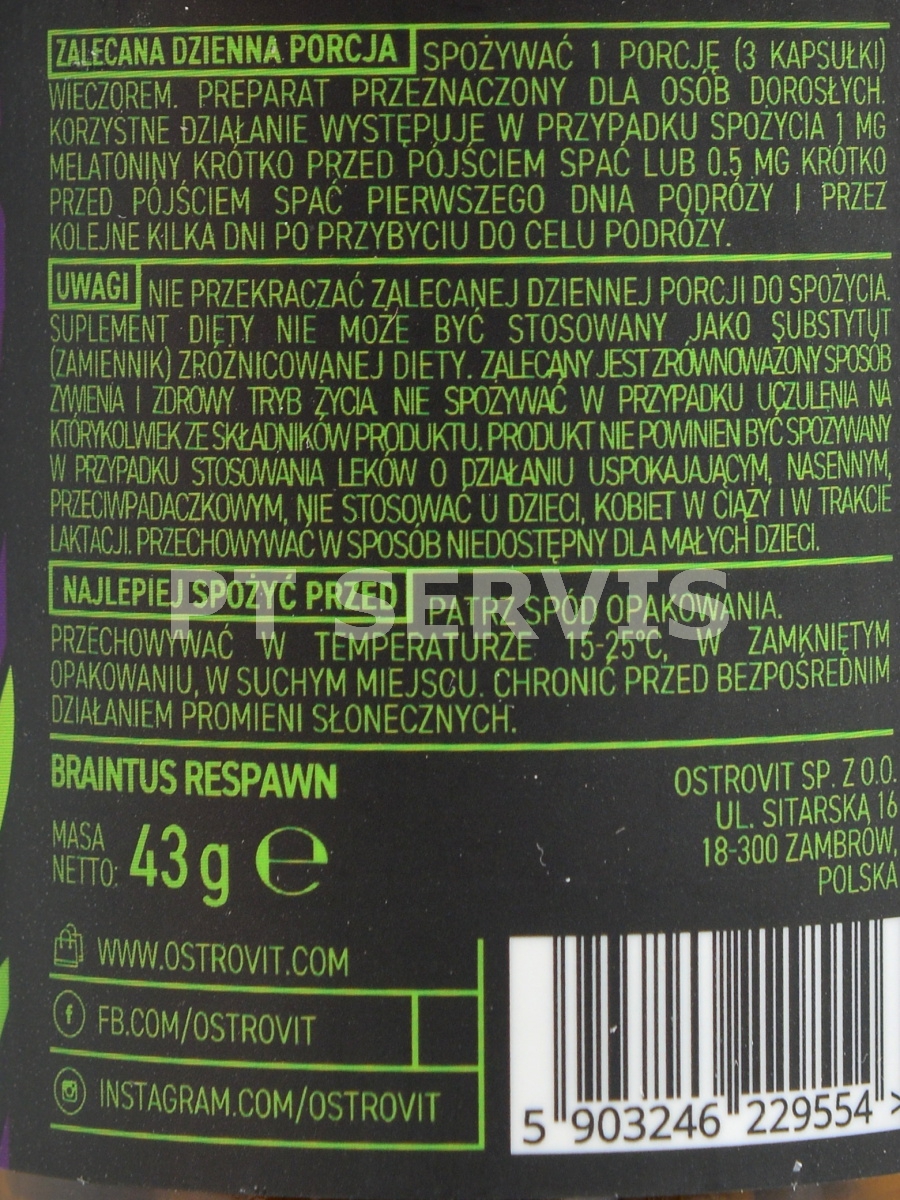 ZALECANA DZIENNA PORCJA SPOŻYWAĆ 1 PORCJĘ (3 KAPSUŁKI)
WIECZOREM. PREPARAT PRZEZNACZONY DLA OSÓB DOROSŁYCH.
KORZYSTNE DZIAŁANIE WYSTĘPUJE W PRZYPADKU SPOŻYCIA 1 MG
MELATONINY KRÓTKO PRZED PÓJŚCIEM SPAĆ LUB 0.5 MG KRÓTKO
PRZED PÓJŚCIEM SPAĆ PIERWSZEGO DNIA PODRÓŻY I PRZEZ
KOLEJNE KILKA DNI PO PRZYBYCIU DO CELU PODRÓŻY.
UWAGI NIE PRZEKRACZAĆ ZALECANEJ DZIENNEJ PORCJI DO SPOŻYCIA.
SUPLEMENT DIETY NIE MOŻE BYĆ STOSOWANY JAKO SUBSTYTUT
(ZAMIENNIK) ZRÓŻNICOWANEJ DIETY. ZALECANY JEST ZRÓWNOWAŻONY SPOSÓB
ŻYWIENIA I ZDROWY TRYB ŻYCIA. NIE SPOŻYWAĆ W PRZYPADKU UCZULENIA NA
KTÓRYKOLWIEK ZE SKŁADNIKÓW PRODUKTU. PRODUKT NIE POWINIEN BYĆ SPOŻYWANY
W PRZYPADKU STOSOWANIA LEKÓW O DZIAŁANIU USPOKAJAJĄCYM, NASENNYM,
PRZECIWPADACZKOWYM, NIE STOSOWAĆ U DZIECI, KOBIET W CIĄŻY I W TRAKCIE
LAKTACJI. PRZECHOWYWAĆ W SPOSÓB NIEDOSTĘPNY DLA MAŁYCH DZIECI.
NAJLEPIEJ SPOŻYĆ PRZED PATRZ SPÓD OPAKOWANIA.
PT SERVIS
PRZECHOWYWAĆ W TEMPERATURZE 15-25°C, W ZAMKNIĘTYM
OPAKOWANIU, W SUCHYM MIEJSCU. CHRONIĆ PRZED BEZPOŚREDNIM
DZIAŁANIEM PROMIENI SŁONECZNYCH.
BRAINTUS RESPAWN
MASA
NETTO: 43 g ℮
OSTROVIT SP. Z O.O.
UL. SITARSKA 16
18-300 ZAMBRÓW,
POLSKA
WWW.OSTROVIT.COM
FB.COM/OSTROVIT
INSTAGRAM.COM/OSTROVIT
5 903246 229554 >